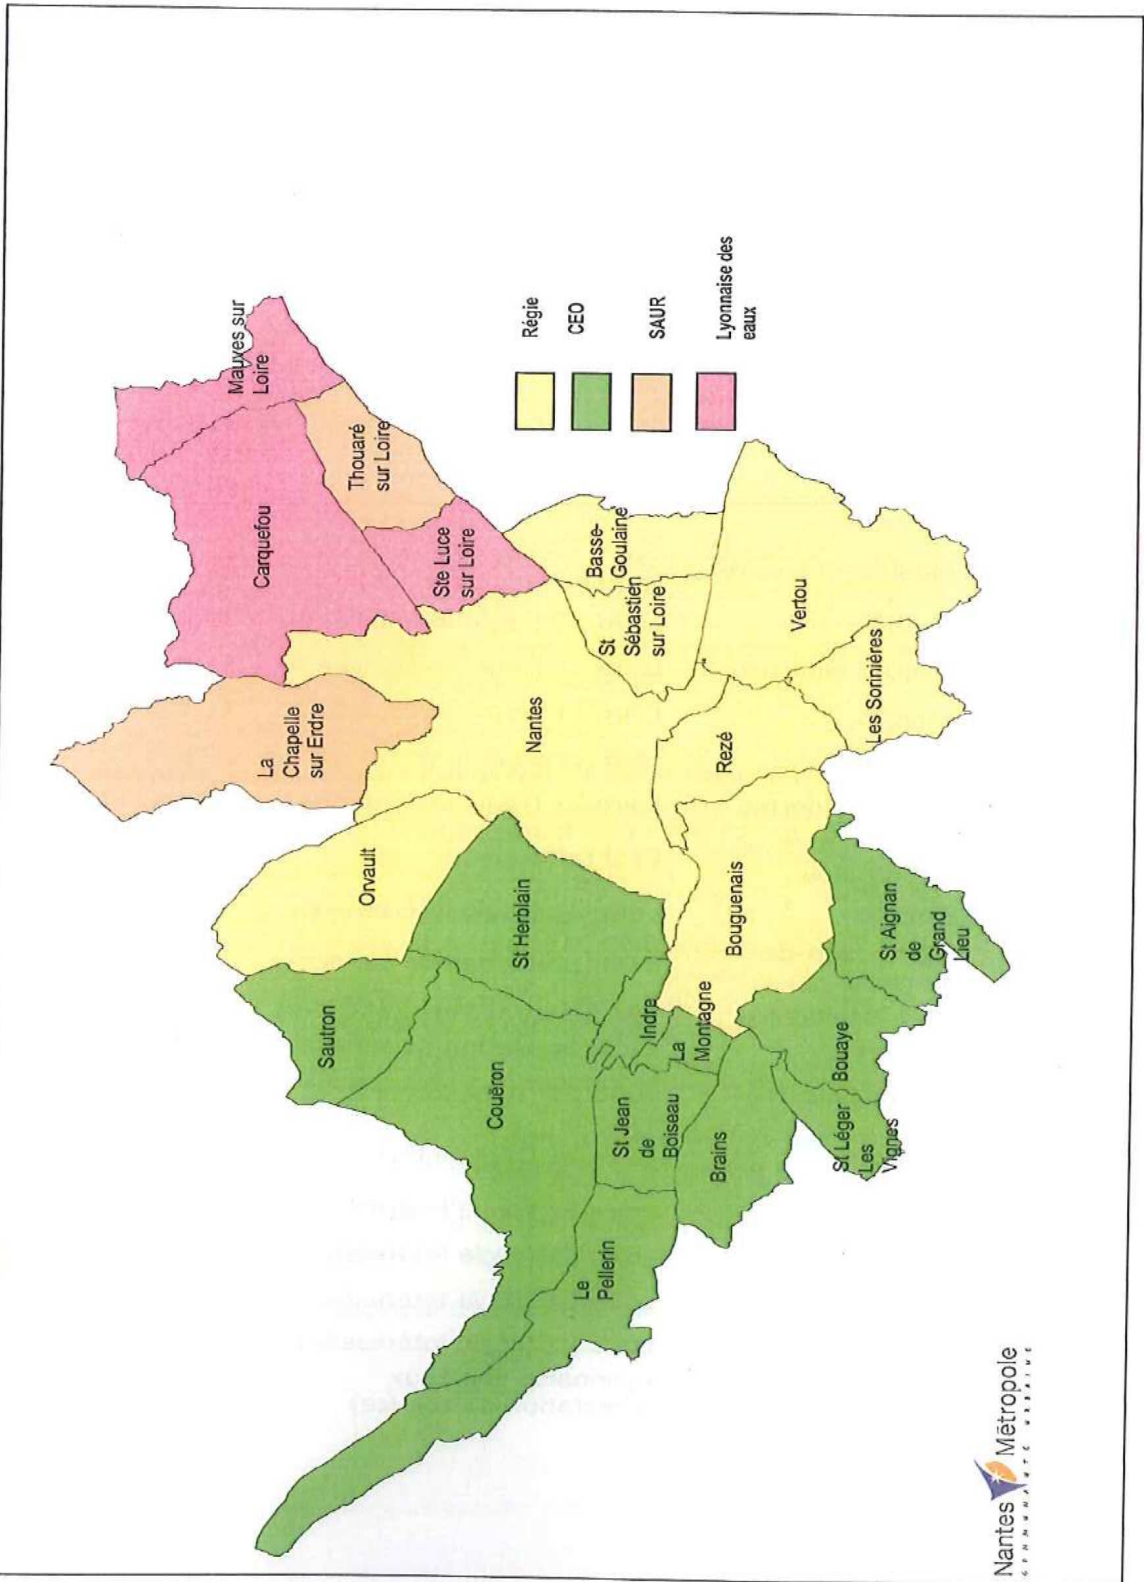 Mauves sur
Loire
Carquefou
Thouaré
sur Loire
Ste Luce
sur Loire
La
Chapelle
sur Erdre
Orvault
Nantes
Basse-
Goulaine
St
Sébastien
sur Loire
Vertou
Les Sorinières
Rezé
Bouguenais
St Herblain
Sautron
Couëron
Indre
La
Montagne
St Jean
de
Boiseau
Brains
Le
Pellerin
Bouaye
St Aignan
de
Grand
Lieu
St Léger
Les
Vignes
Régie
CEO
SAUR
Lyonnaise des
eaux
Nantes Métropole
COMMUNAUTÉ URBAINE